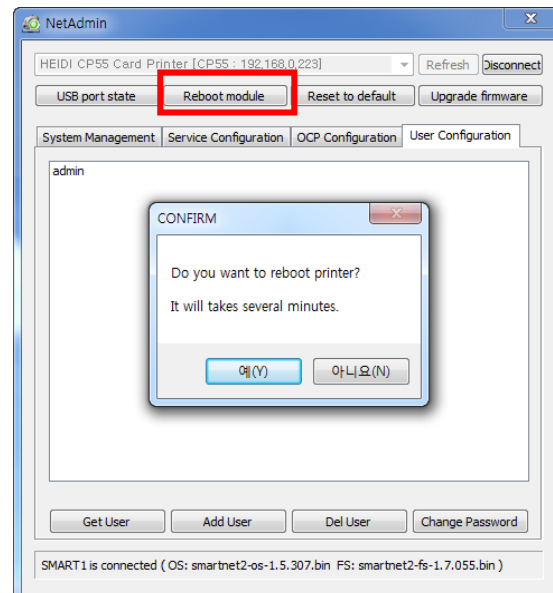 NetAdmin
HEIDI CP55 Card Printer [CP55 : 192,168,0,223]
Refresh
Disconnect
USB port state
Reboot module
Reset to default
Upgrade firmware
System Management
Service Configuration
OCP Configuration
User Configuration
admin
CONFIRM
Do you want to reboot printer?
It will takes several minutes.
예(Y)
아니요(N)
Get User
Add User
Del User
Change Password
SMART1 is connected ( OS: smartnet2-os-1.5.307.bin FS: smartnet2-fs-1.7.055.bin )